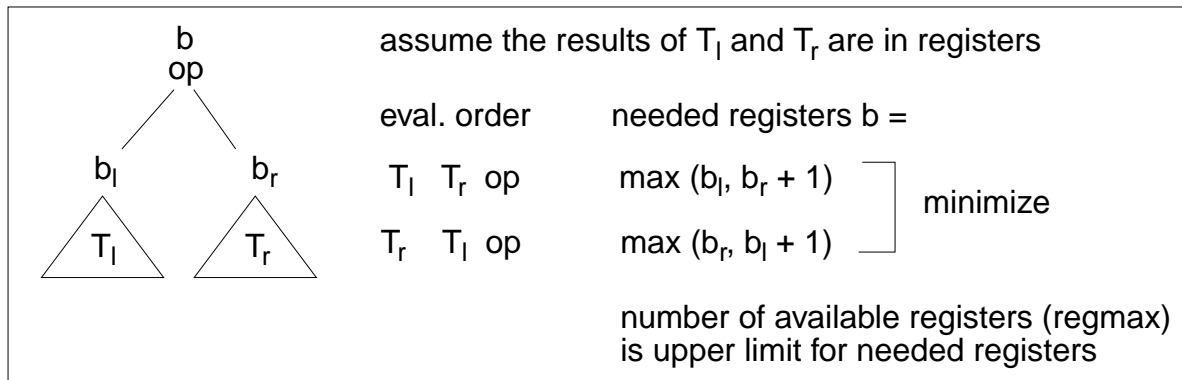 b
op
assume the results of Tl and Tr are in registers
eval. order needed registers b =
bl br
Tl Tr op max (bl, br + 1)
minimize
Tl Tr
Tr Tl op max (br, bl + 1)
number of available registers (regmax)
is upper limit for needed registers